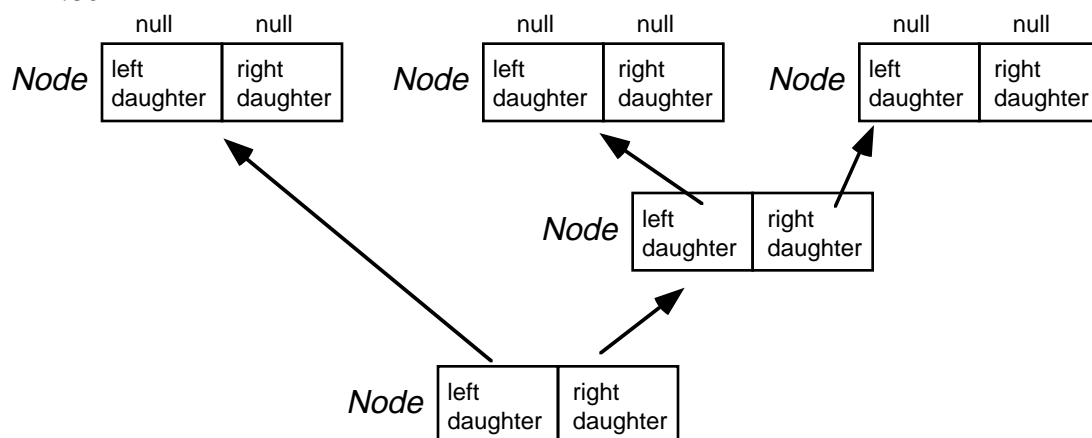 null null null null null null
Node left right Node left right Node left right
daughter daughter daughter daughter daughter daughter
Node left right
daughter daughter
Node left right
daughter daughter